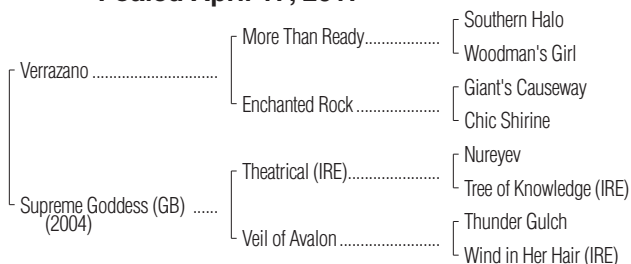 Southern Halo
More Than Ready
Woodman's Girl
Verrazano
Giant's Causeway
Enchanted Rock
Chic Shirine
Nureyev
Theatrical (IRE)
Tree of Knowledge (IRE)
Supreme Goddess (GB)
(2004)
Thunder Gulch
Veil of Avalon
Wind in Her Hair (IRE)